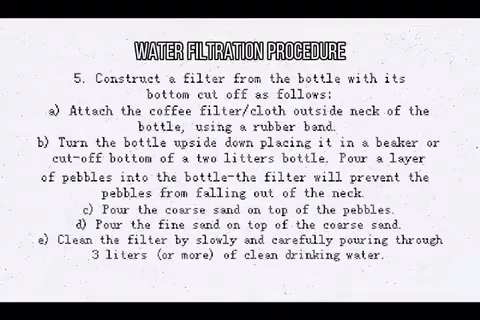 WATER FILTRATION PROCEDURE
5. Construct a filter from the bottle with its
bottom cut off as follows:
a) Attach the coffee filter/cloth outside neck of the
bottle, using a rubber band.
b) Turn the bottle upside down placing it in a beaker or
cut-off bottom of a two litters bottle. Pour a layer
of pebbles into the bottle-the filter will prevent the
pebbles from falling out of the neck.
c) Pour the coarse sand on top of the pebbles.
d) Pour the fine sand on top of the coarse sand.
e) Clean the filter by slowly and carefully pouring through
3 liters (or more) of clean drinking water.